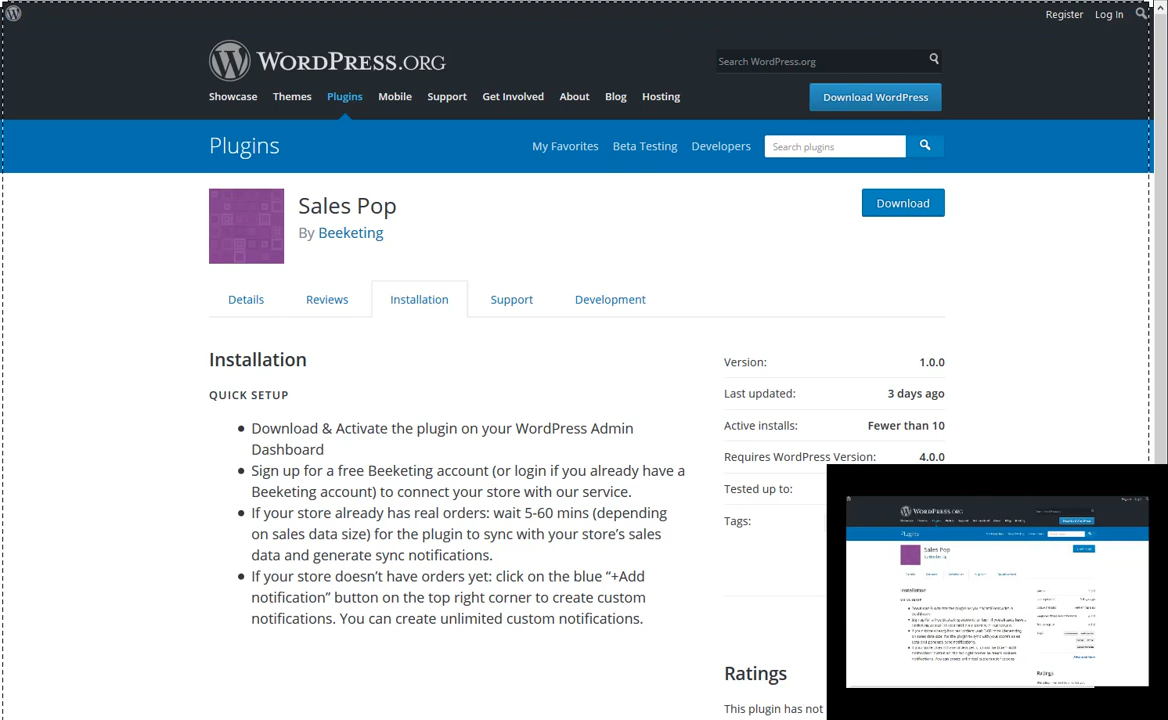 Register Log In
WORDPRESS.ORG
Search WordPress.org
Showcase Themes Plugins Mobile Support Get Involved About Blog Hosting
Download WordPress
Plugins
My Favorites Beta Testing Developers
Search plugins
Sales Pop
By Beeketing
Download
Details Reviews Installation Support Development
Installation
QUICK SETUP
Download & Activate the plugin on your WordPress Admin
Dashboard
Sign up for a free Beeketing account (or login if you already have a
Beeketing account) to connect your store with our service.
If your store already has real orders: wait 5-60 mins (depending
on sales data size) for the plugin to sync with your store’s sales
data and generate sync notifications.
If your store doesn’t have orders yet: click on the blue “+Add
notification” button on the top right corner to create custom
notifications. You can create unlimited custom notifications.
Version: 1.0.0
Last updated: 3 days ago
Active installs: Fewer than 10
Requires WordPress Version: 4.0.0
Tested up to:
Tags:
Ratings
This plugin has not
WORDPRESS.ORG
Plugins
Sales Pop
Installation
Ratings